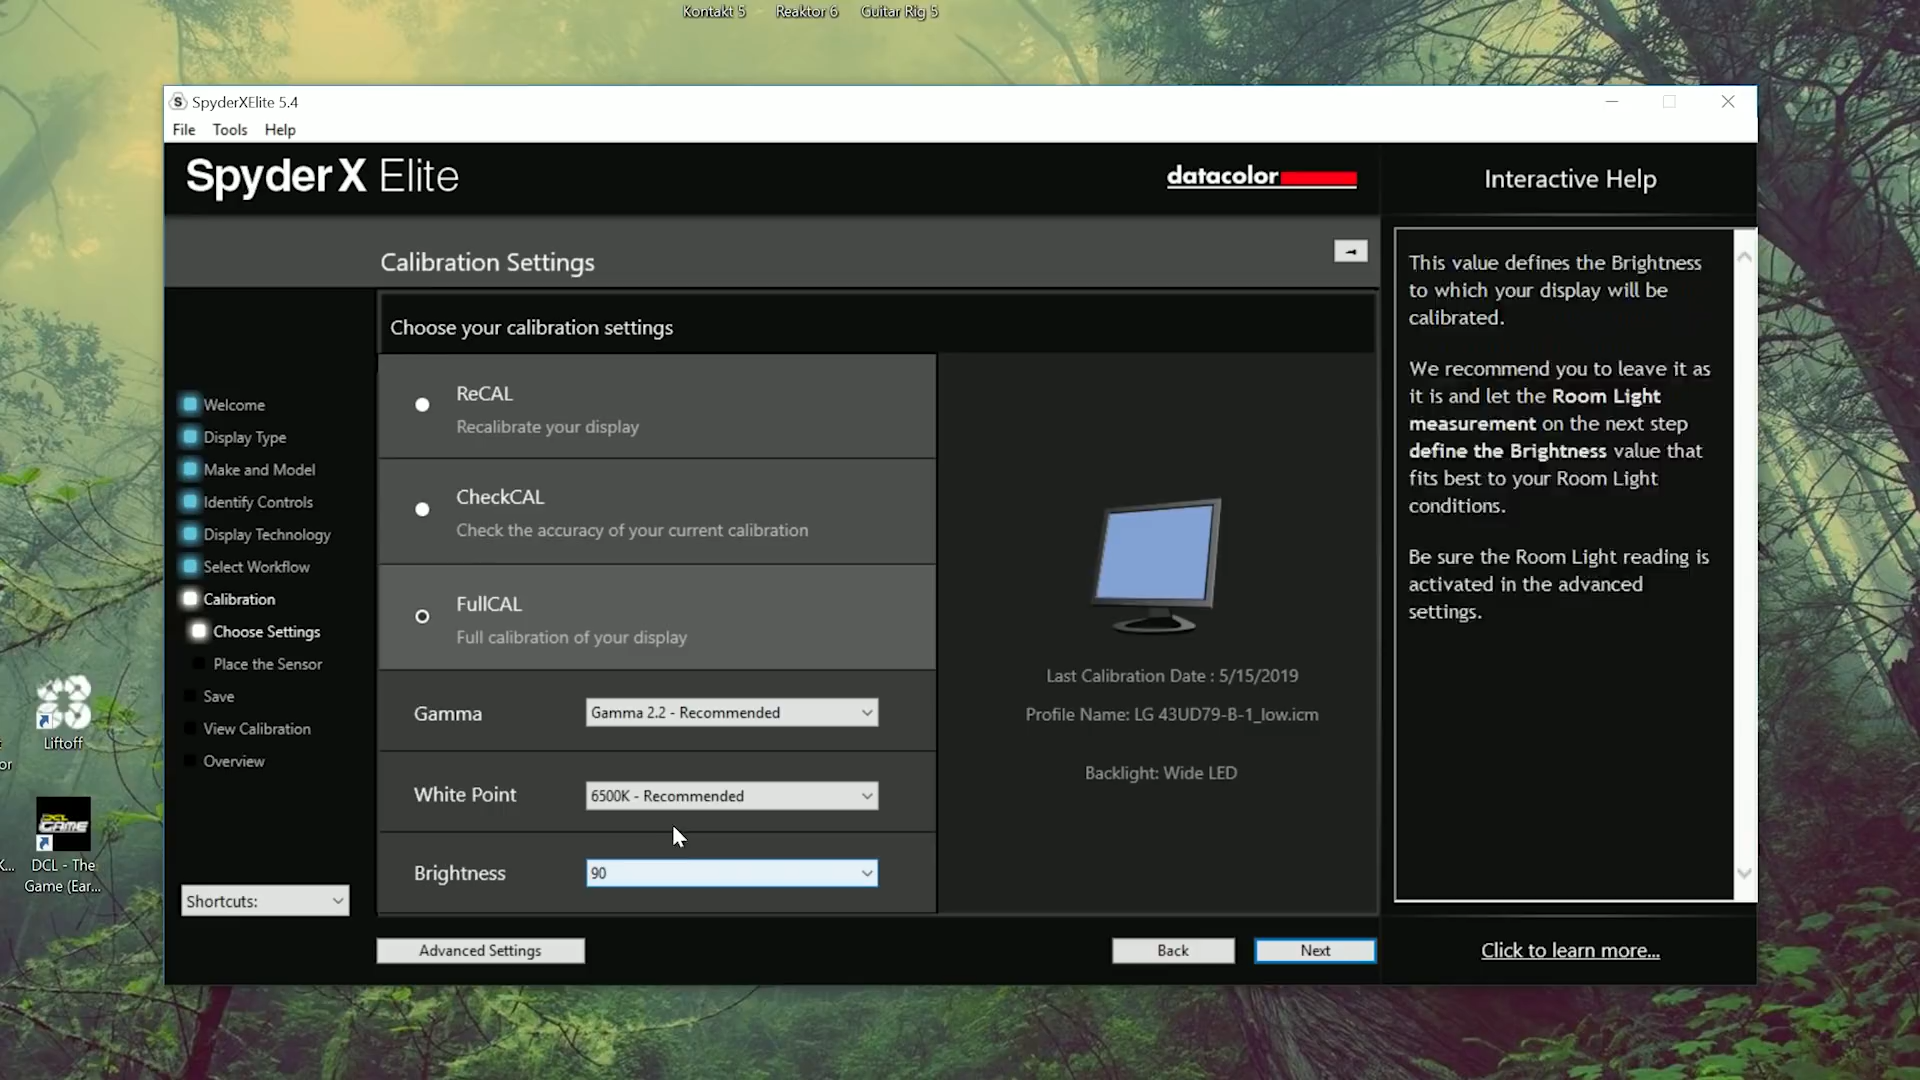 Kontakt 5 Reaktor 6 Guitar Rig 5
SpyderXElite 5.4
File Tools Help
SpyderX Elite
datacolor
Interactive Help
Calibration Settings
Choose your calibration settings
Welcome
Display Type
Make and Model
Identify Controls
Display Technology
Select Workflow
Calibration
Choose Settings
Place the Sensor
Save
View Calibration
Overview
Shortcuts:
ReCAL
Recalibrate your display
CheckCAL
Check the accuracy of your current calibration
FullCAL
Full calibration of your display
Gamma
Gamma 2.2 - Recommended
White Point
6500K - Recommended
Brightness
90
Last Calibration Date : 5/15/2019
Profile Name: LG 43UD79-B-1_low.icm
Backlight: Wide LED
This value defines the Brightness
to which your display will be
calibrated.
We recommend you to leave it as
it is and let the Room Light
measurement on the next step
define the Brightness value that
fits best to your Room Light
conditions.
Be sure the Room Light reading is
activated in the advanced
settings.
Advanced Settings
Back
Next
Click to learn more...
Liftoff
or
DCL
GAME
K...
DCL - The
Game (Ear...